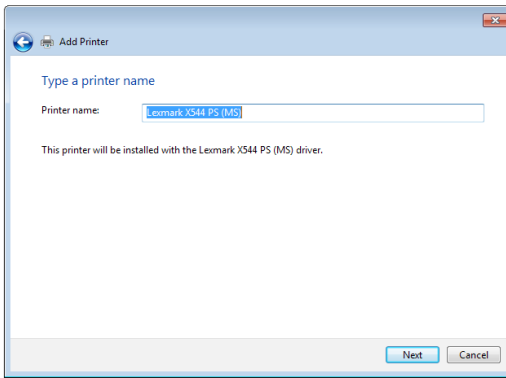 Add Printer
Type a printer name
Printer name: Lexmark X544 PS (MS)
This printer will be installed with the Lexmark X544 PS (MS) driver.
Next Cancel